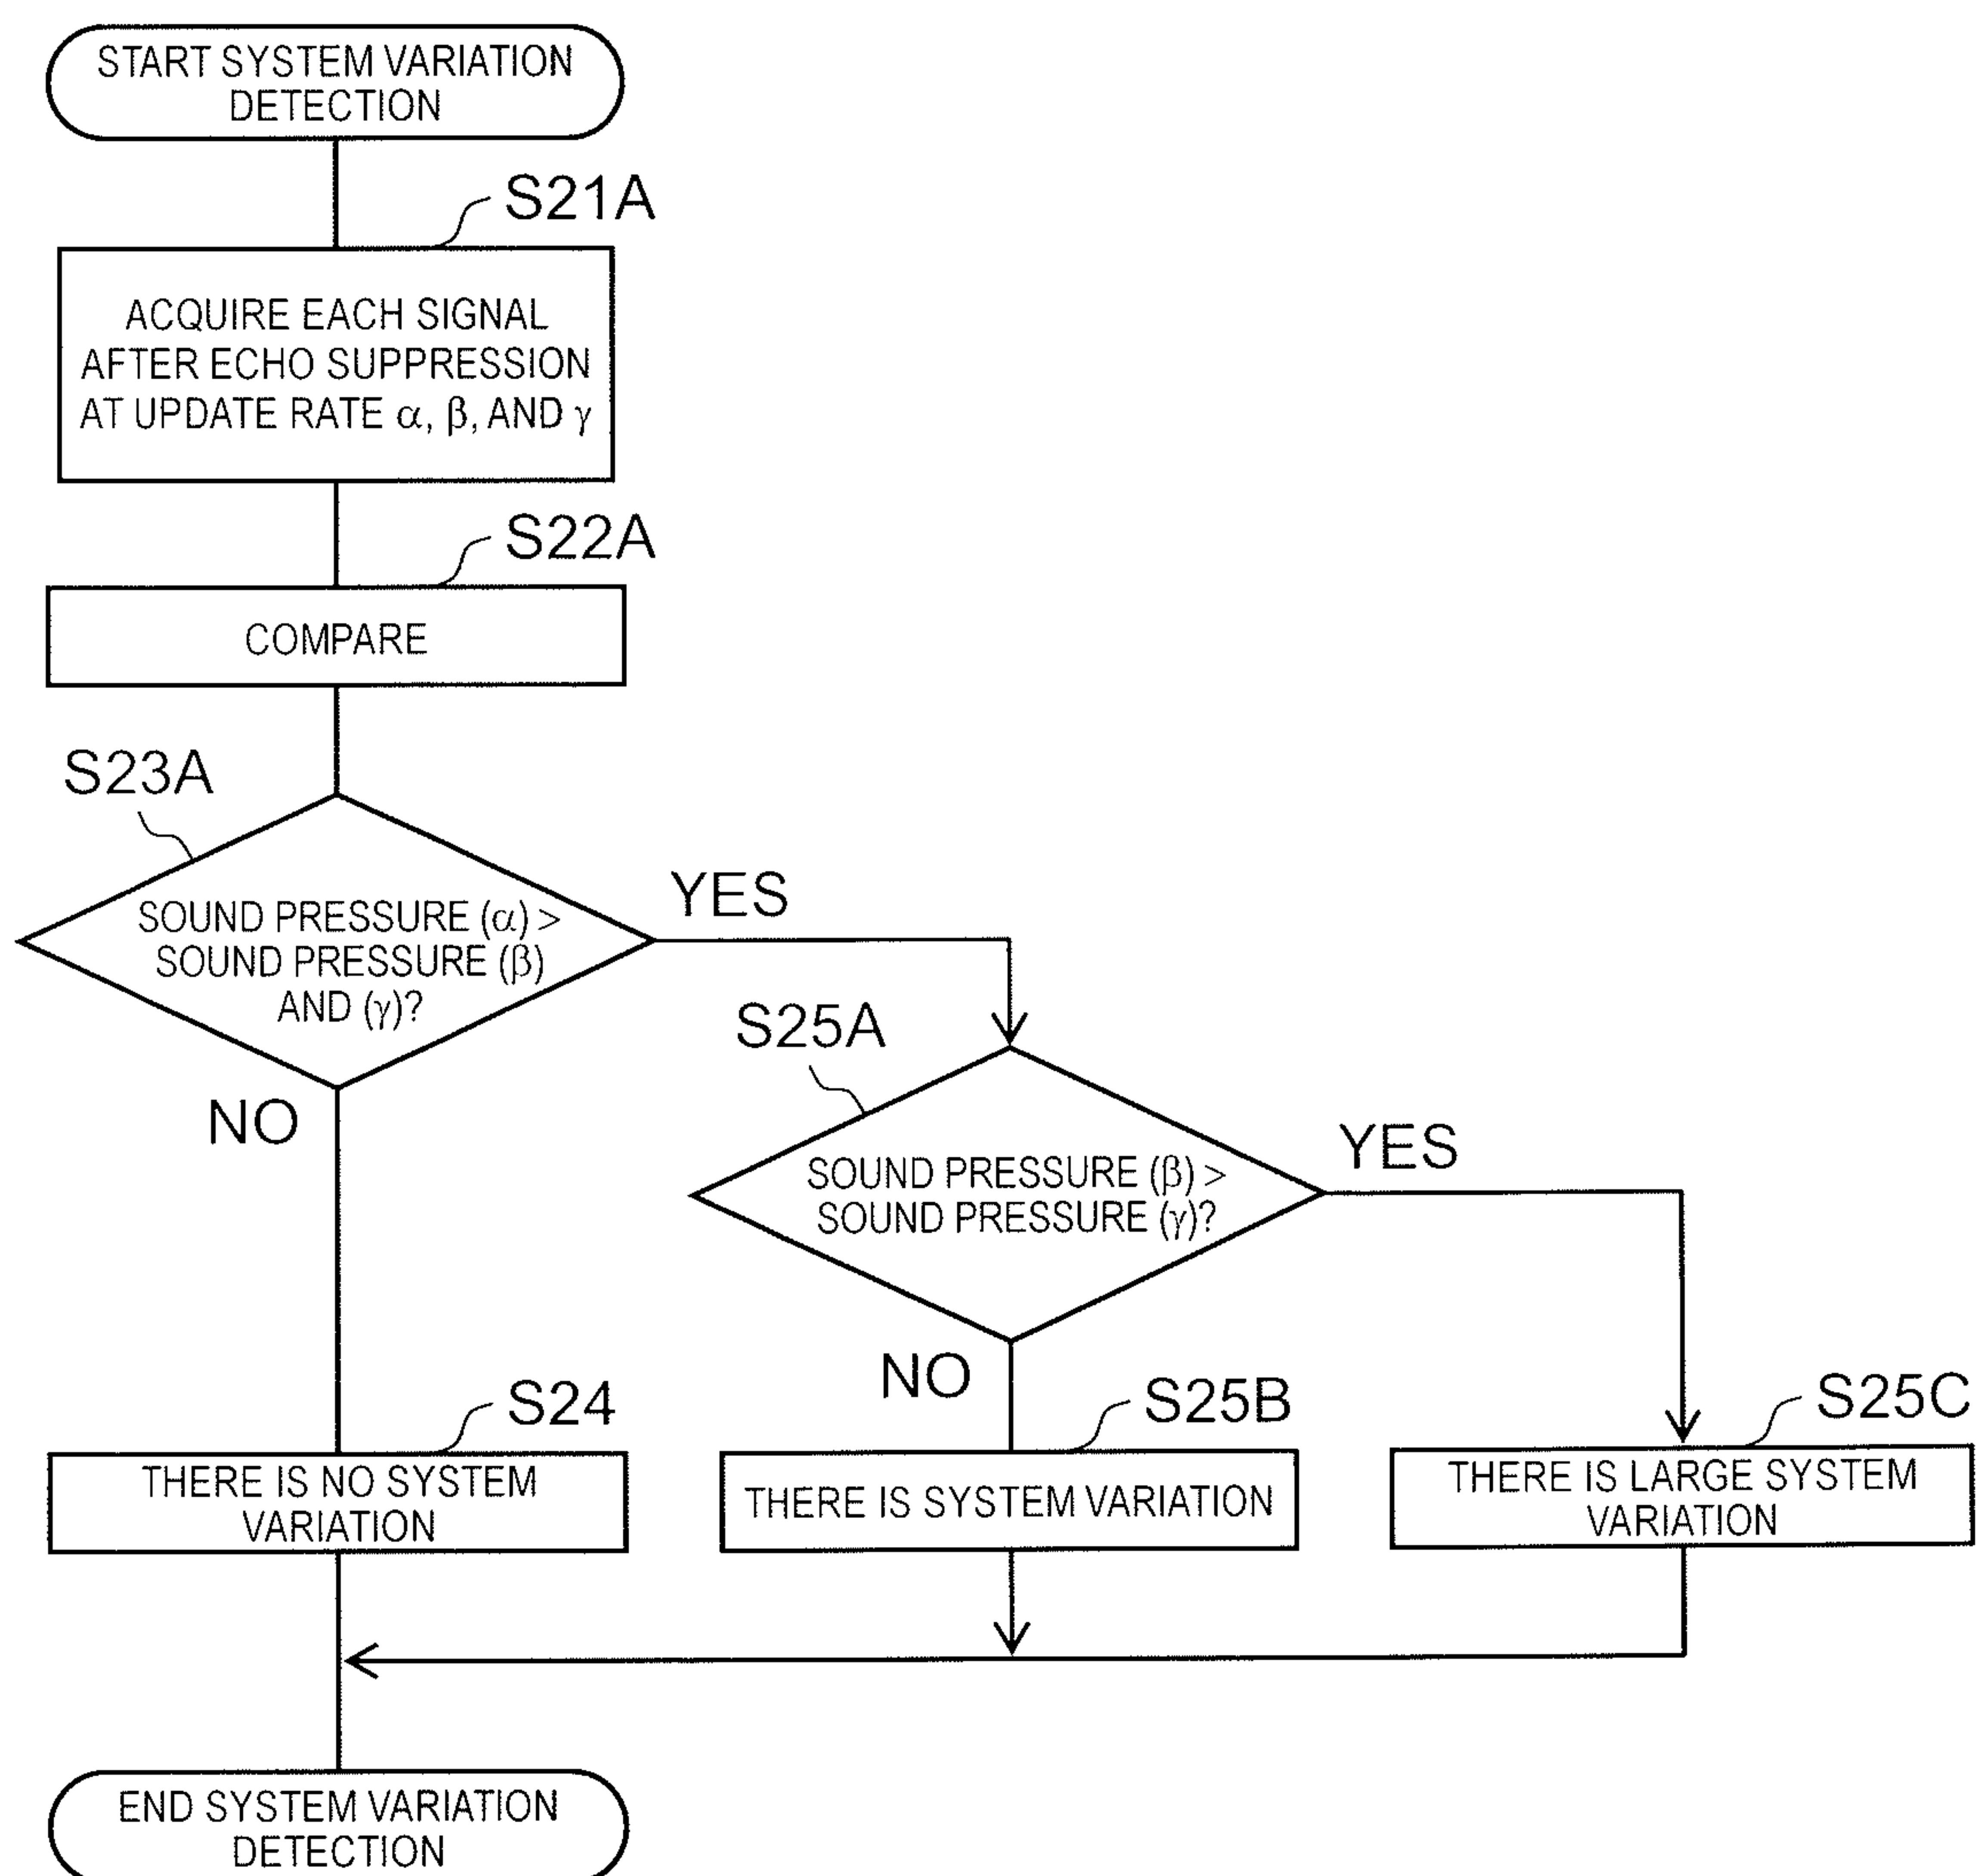 START SYSTEM VARIATION
DETECTION
S21A
ACQUIRE EACH SIGNAL
AFTER ECHO SUPPRESSION
AT UPDATE RATE α, β, AND γ
S22A
COMPARE
S23A
SOUND PRESSURE (α) >
SOUND PRESSURE (β)
AND (γ)?
YES
NO
S25A
SOUND PRESSURE (β) >
SOUND PRESSURE (γ)?
YES
NO
S24
THERE IS NO SYSTEM
VARIATION
S25B
THERE IS SYSTEM VARIATION
S25C
THERE IS LARGE SYSTEM
VARIATION
END SYSTEM VARIATION
DETECTION